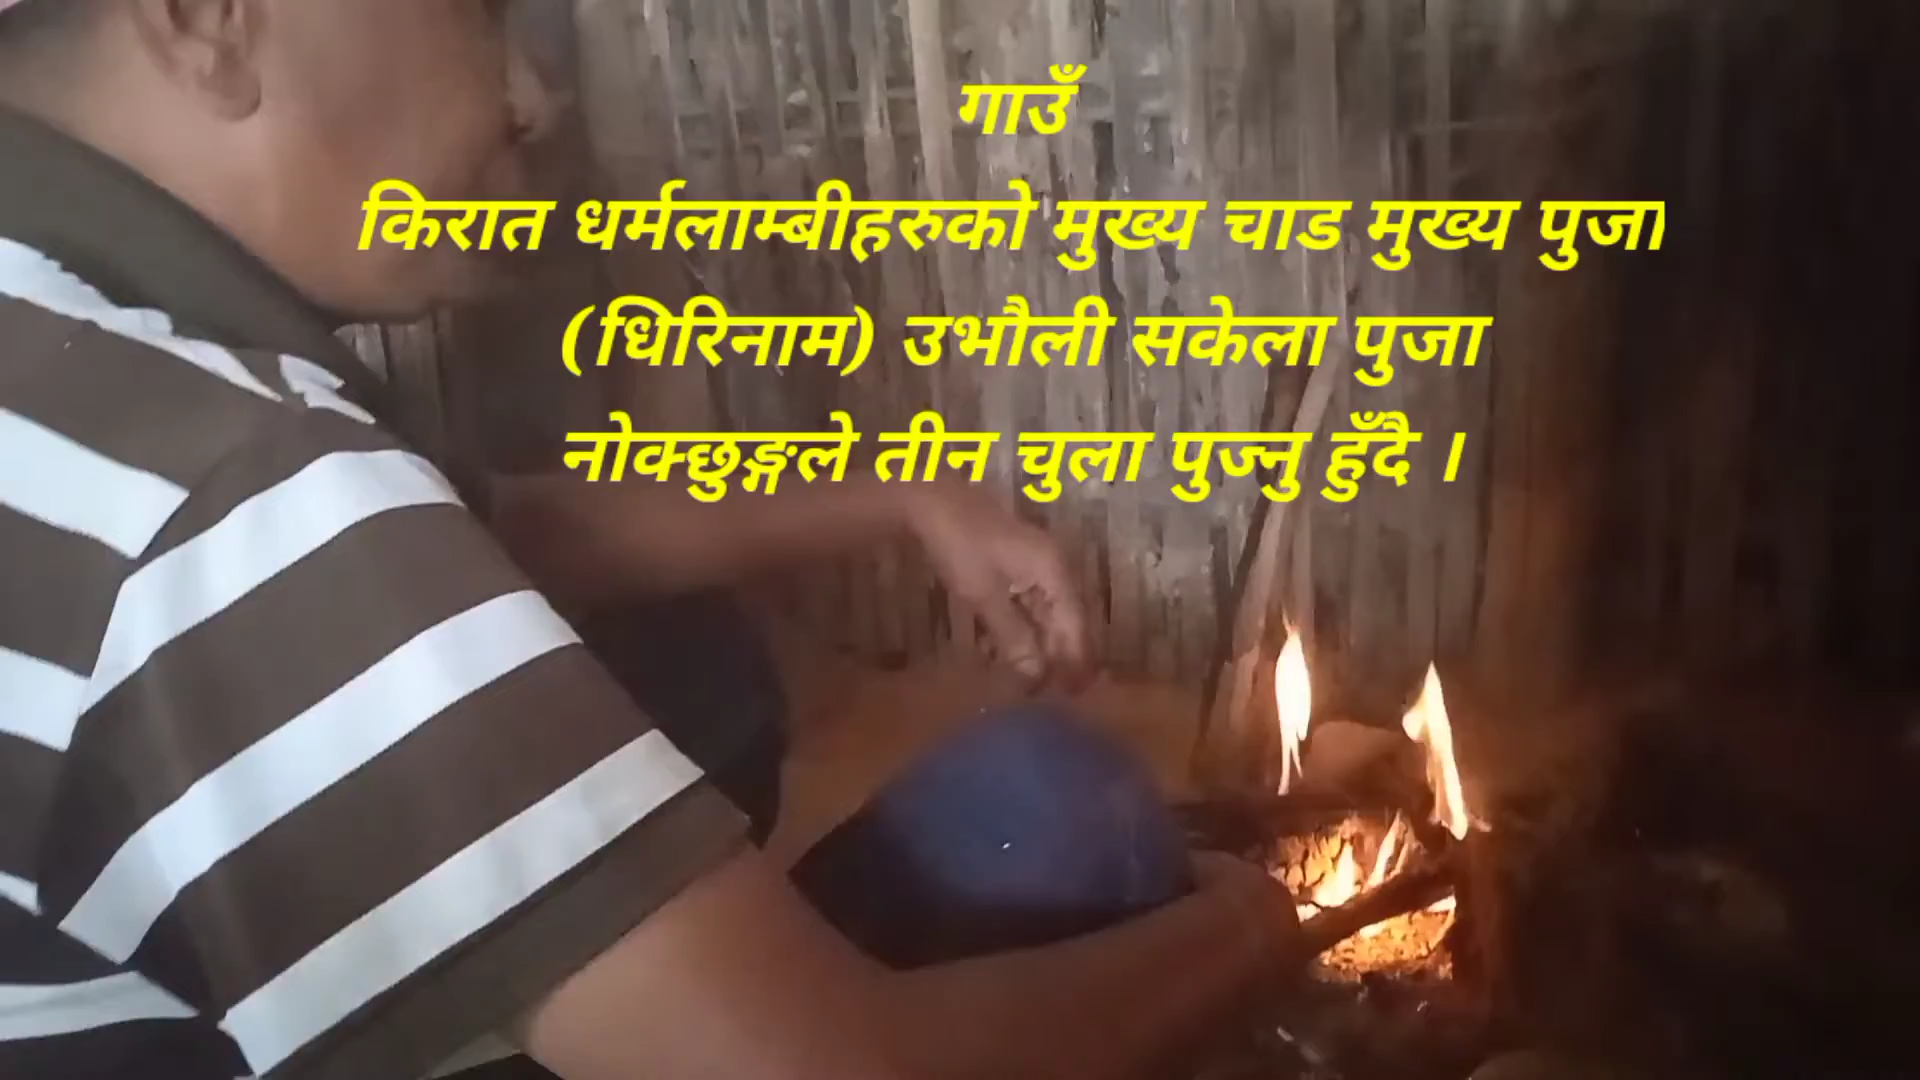 गाउँ
किरात धर्मलाम्बीहरुको मुख्य चाड मुख्य पुजा
(धिरिनाम) उभौली सकेला पुजा
नोक्छुङ्गले तीन चुला पुज्नु हुँदै ।